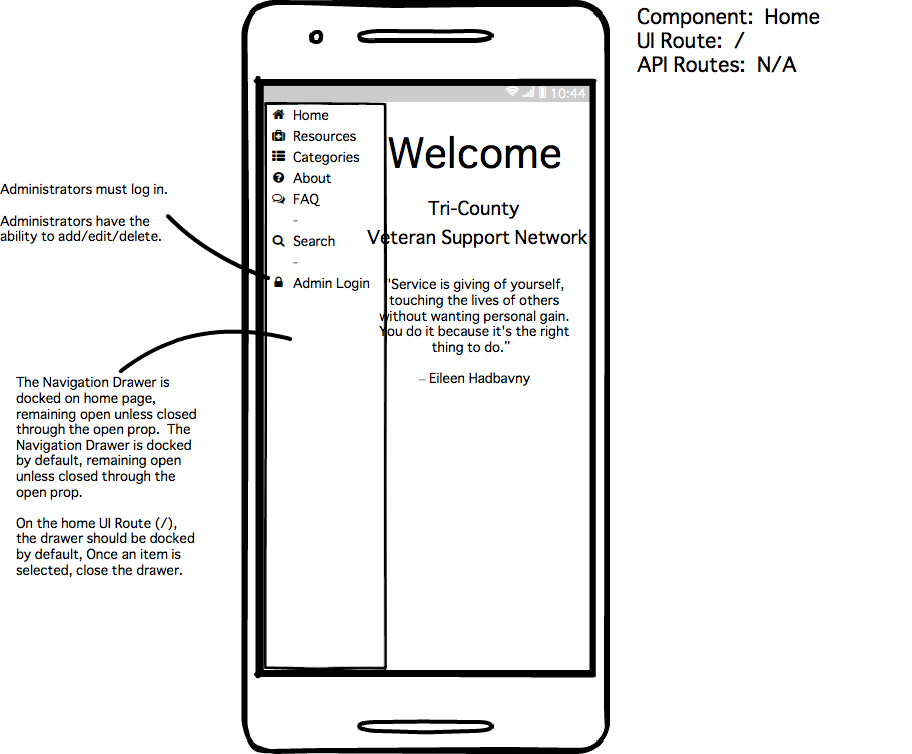 Component: Home
UI Route: /
API Routes: N/A
10:44
Home
Resources
Categories
About
FAQ
–
Search
–
Admin Login
Welcome
Tri-County
Veteran Support Network
"Service is giving of yourself,
touching the lives of others
without wanting personal gain.
You do it because it's the right
thing to do.”
– Eileen Hadbavny
Administrators must log in.
Administrators have the
ability to add/edit/delete.
The Navigation Drawer is
docked on home page,
remaining open unless closed
through the open prop. The
Navigation Drawer is docked
by default, remaining open
unless closed through the
open prop.
On the home UI Route (/),
the drawer should be docked
by default, Once an item is
selected, close the drawer.